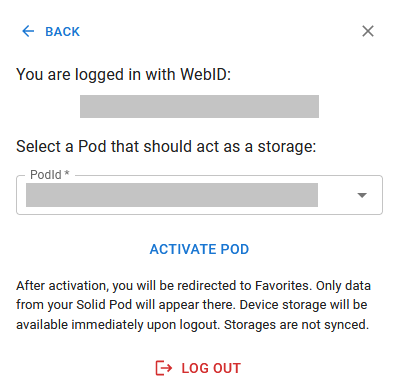 BACK
You are logged in with WebID:
Select a Pod that should act as a storage:
PodId *
ACTIVATE POD
After activation, you will be redirected to Favorites. Only data
from your Solid Pod will appear there. Device storage will be
available immediately upon logout. Storages are not synced.
LOG OUT